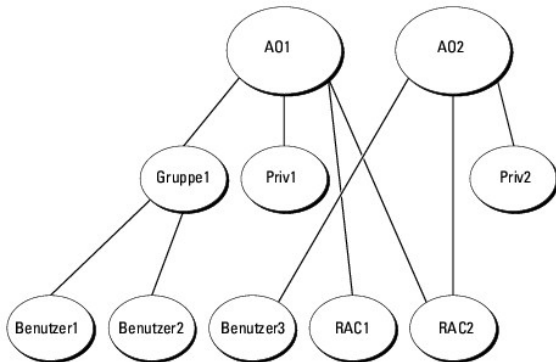 AO1
AO2
Gruppe1
Priv1
Priv2
Benutzer1
Benutzer2
Benutzer3
RAC1
RAC2